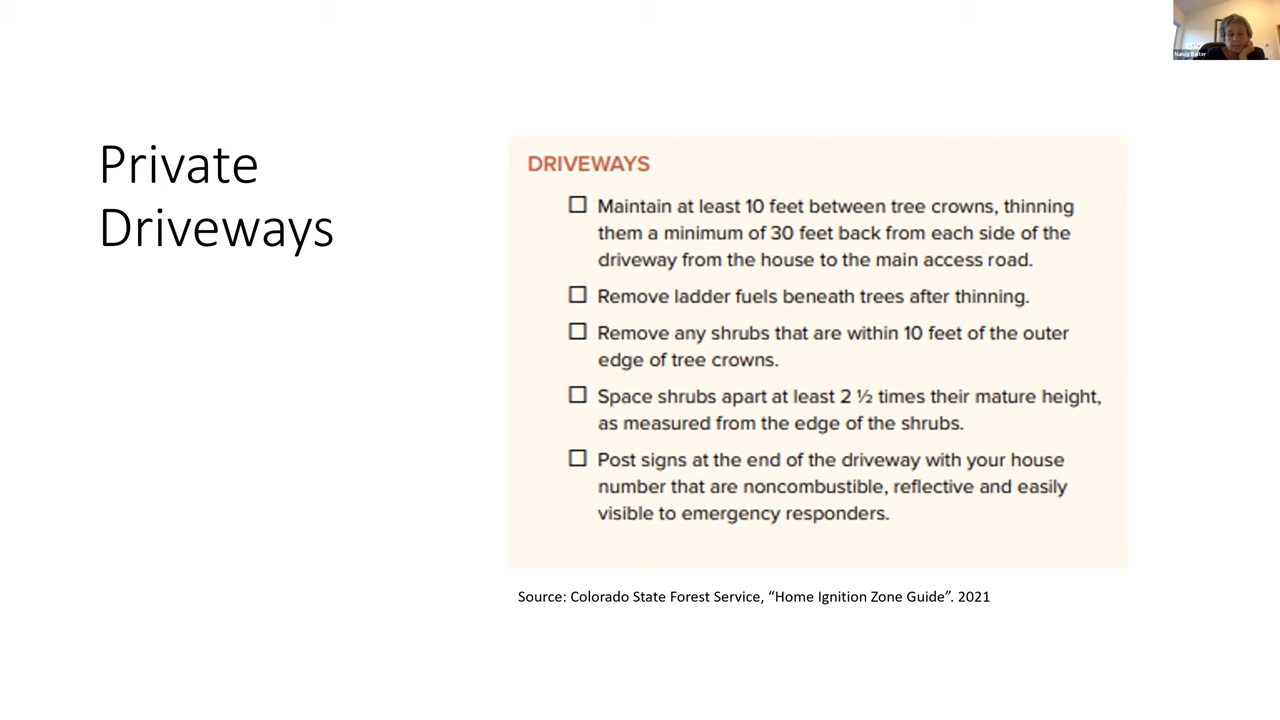 Nancy Balter
Private
Driveways
DRIVEWAYS
☐ Maintain at least 10 feet between tree crowns, thinning
them a minimum of 30 feet back from each side of the
driveway from the house to the main access road.
☐ Remove ladder fuels beneath trees after thinning.
☐ Remove any shrubs that are within 10 feet of the outer
edge of tree crowns.
☐ Space shrubs apart at least 2 ½ times their mature height,
as measured from the edge of the shrubs.
☐ Post signs at the end of the driveway with your house
number that are noncombustible, reflective and easily
visible to emergency responders.
Source: Colorado State Forest Service, “Home Ignition Zone Guide”. 2021